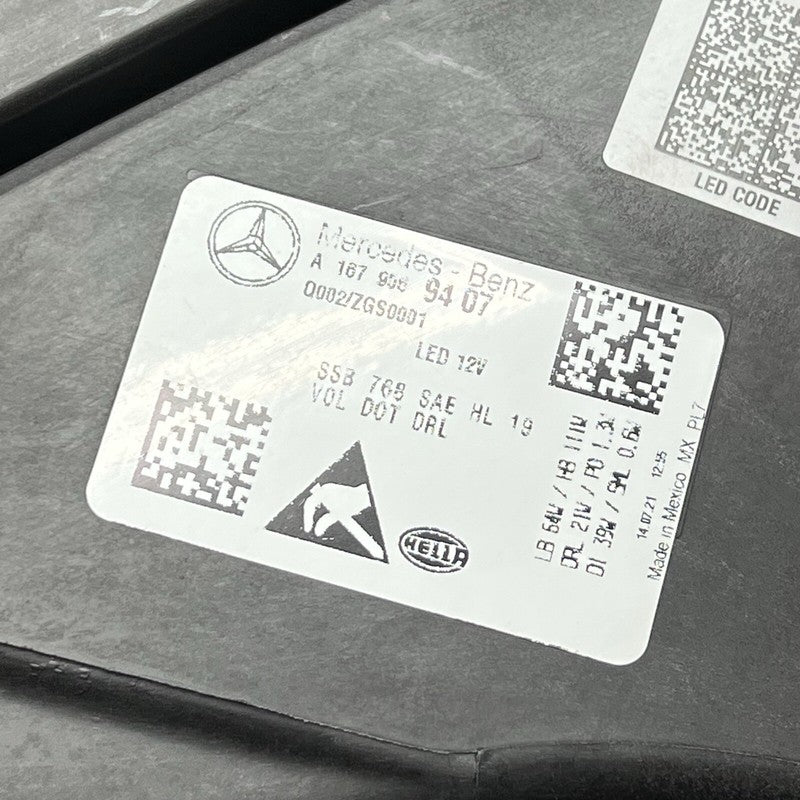 LED CODE
Mercedes-Benz
A 167 906 94 07
Q002/ZGS0001
LED 12V
SSB 768 SAE HL 19
VOL DOT DRL
HELLA
LB 64W / HB 111W
DRL 21W / PO 1.3W
DI 39W / SML 0.6W
14.07.21 12:55
Made in Mexico MX PL7